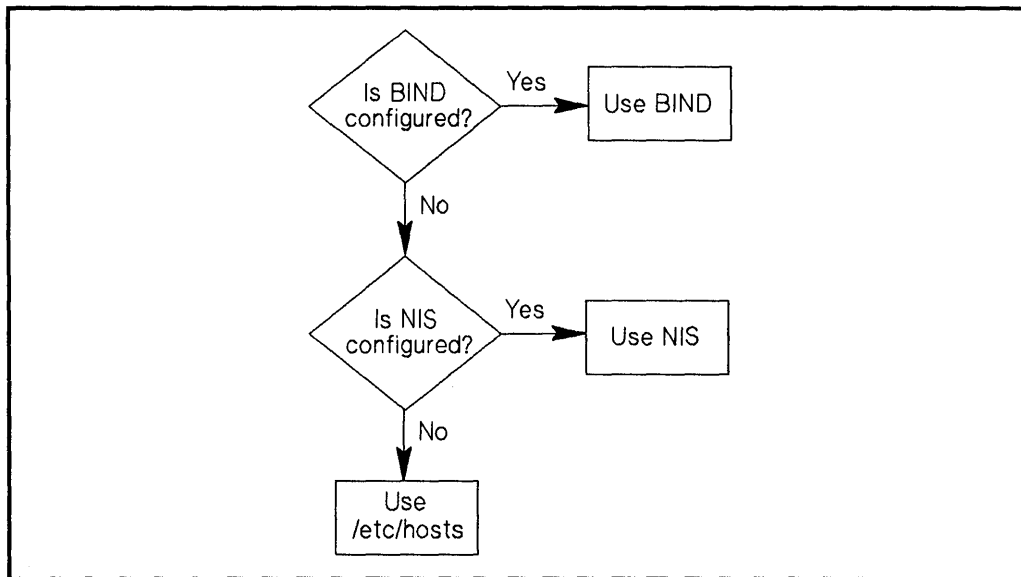 Is BIND
configured?
Yes
Use BIND
No
Is NIS
configured?
Yes
Use NIS
No
Use
/etc/hosts